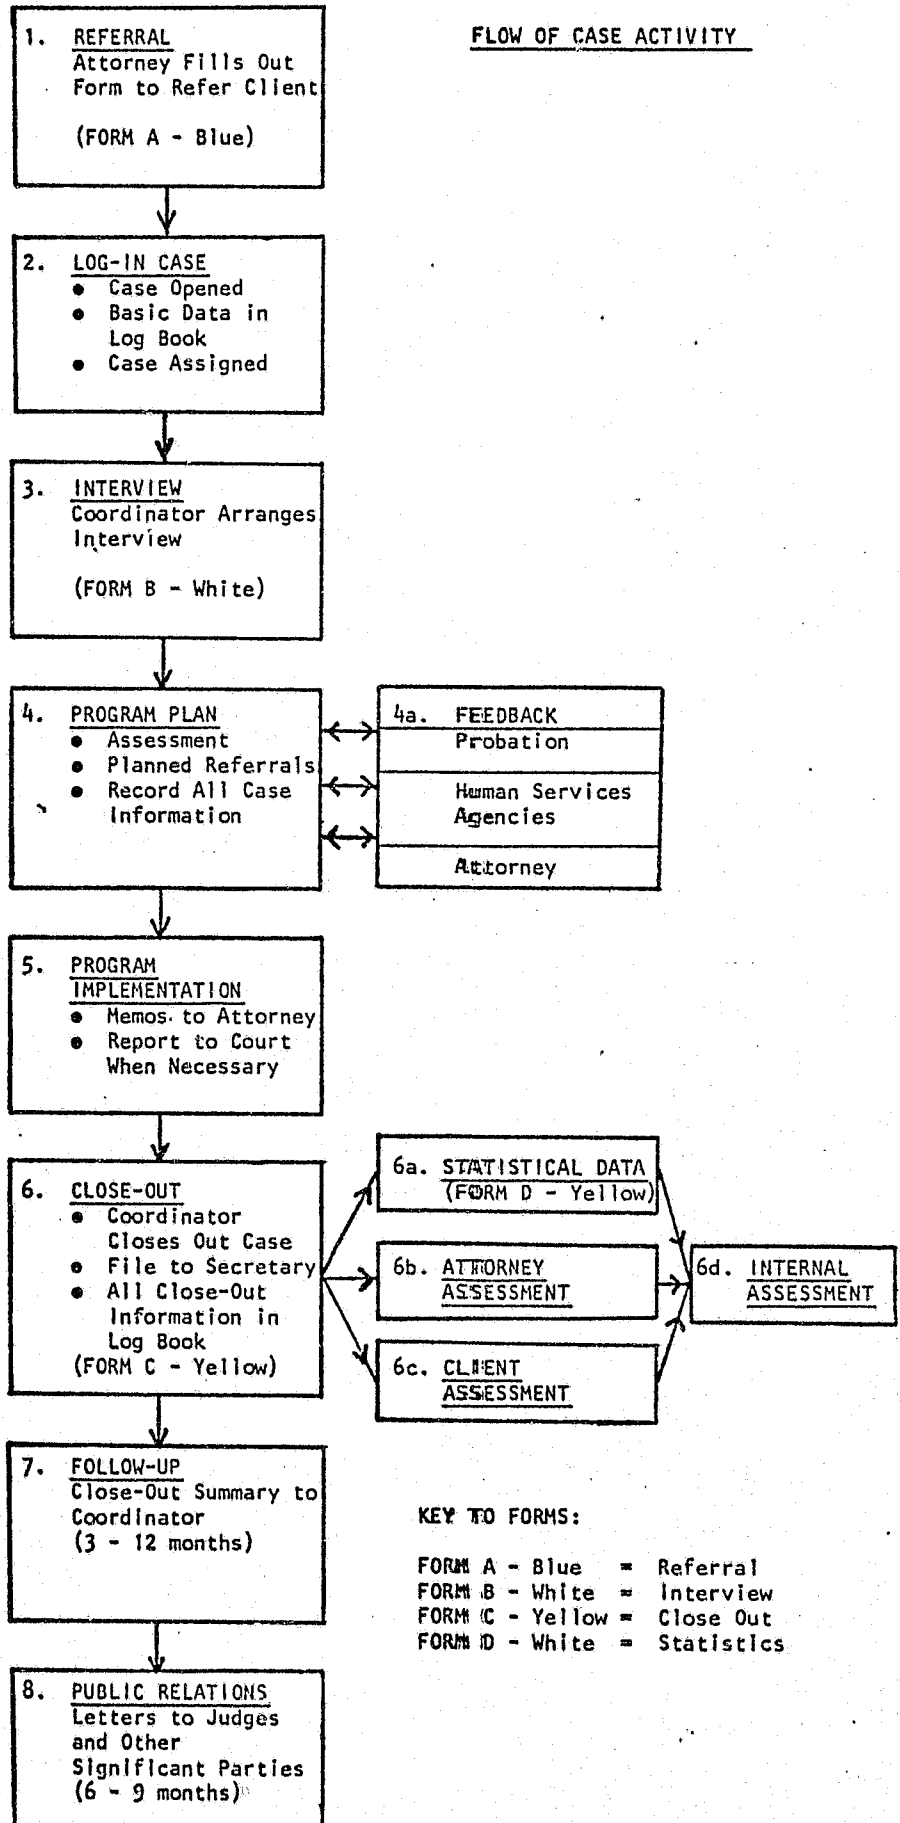 FLOW OF CASE ACTIVITY
1. REFERRAL
Attorney Fills Out
Form to Refer Client
(FORM A - Blue)
2. LOG-IN CASE
● Case Opened
● Basic Data in
Log Book
● Case Assigned
3. INTERVIEW
Coordinator Arranges
Interview
(FORM B - White)
4. PROGRAM PLAN
● Assessment
● Planned Referrals
● Record All Case
Information
4a. FEEDBACK
Probation
Human Services
Agencies
Attorney
5. PROGRAM
IMPLEMENTATION
● Memos to Attorney
● Report to Court
When Necessary
6. CLOSE-OUT
● Coordinator
Closes Out Case
● File to Secretary
● All Close-Out
Information in
Log Book
(FORM C - Yellow)
6a. STATISTICAL DATA
(FORM D - Yellow)
6b. ATTORNEY
ASSESSMENT
6c. CLIENT
ASSESSMENT
6d. INTERNAL
ASSESSMENT
7. FOLLOW-UP
Close-Out Summary to
Coordinator
(3 - 12 months)
KEY TO FORMS:
FORM A - Blue = Referral
FORM B - White = Interview
FORM C - Yellow = Close Out
FORM D - White = Statistics
8. PUBLIC RELATIONS
Letters to Judges
and Other
Significant Parties
(6 - 9 months)